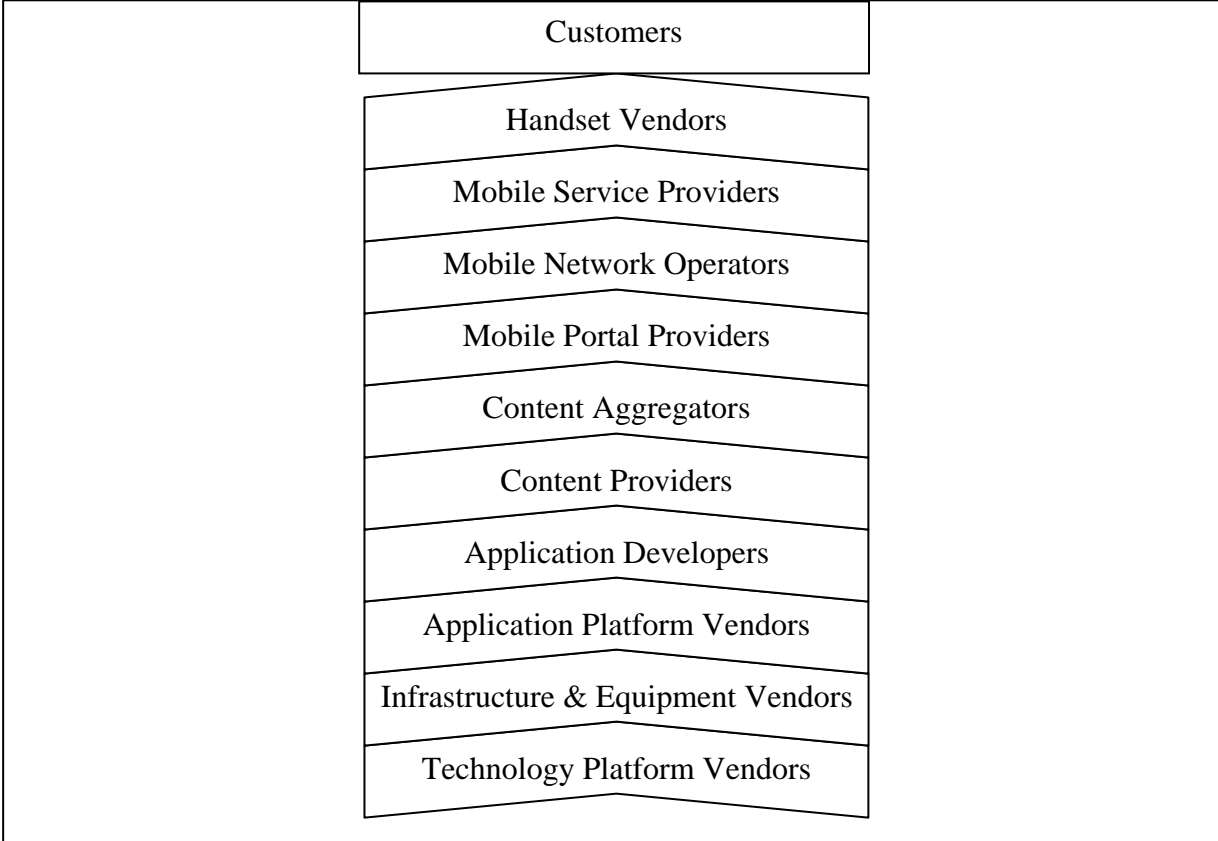 Customers
Handset Vendors
Mobile Service Providers
Mobile Network Operators
Mobile Portal Providers
Content Aggregators
Content Providers
Application Developers
Application Platform Vendors
Infrastructure & Equipment Vendors
Technology Platform Vendors